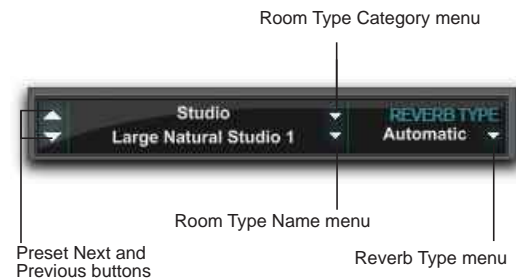 Room Type Category menu
Studio
REVERB TYPE
Large Natural Studio 1
Automatic
Room Type Name menu
Preset Next and
Previous buttons
Reverb Type menu